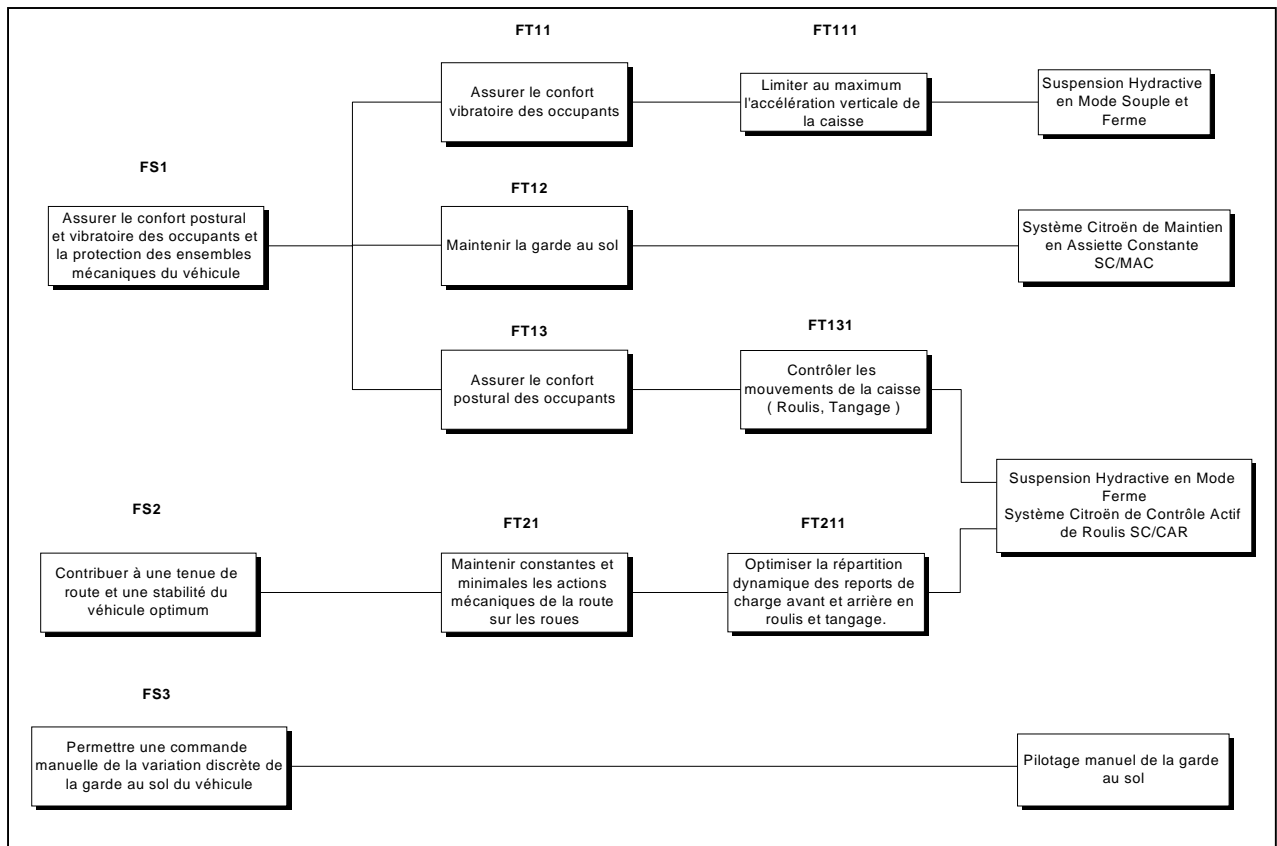 FT11
FT111
Assurer le confort
vibratoire des occupants
Limiter au maximum
l'accélération verticale de
la caisse
Suspension Hydractive
en Mode Souple et
Ferme
FS1
Assurer le confort postural
et vibratoire des occupants et
la protection des ensembles
mécaniques du véhicule
FT12
Maintenir la garde au sol
Système Citroën de Maintien
en Assiette Constante
SC/MAC
FT13
FT131
Assurer le confort
postural des occupants
Contrôler les
mouvements de la caisse
( Roulis, Tangage )
Suspension Hydractive en Mode
Ferme
Système Citroën de Contrôle Actif
de Roulis SC/CAR
FS2
FT21
FT211
Contribuer à une tenue de
route et une stabilité du
véhicule optimum
Maintenir constantes et
minimales les actions
mécaniques de la route
sur les roues
Optimiser la répartition
dynamique des reports de
charge avant et arrière en
roulis et tangage.
FS3
Permettre une commande
manuelle de la variation discrète de
la garde au sol du véhicule
Pilotage manuel de la garde
au sol